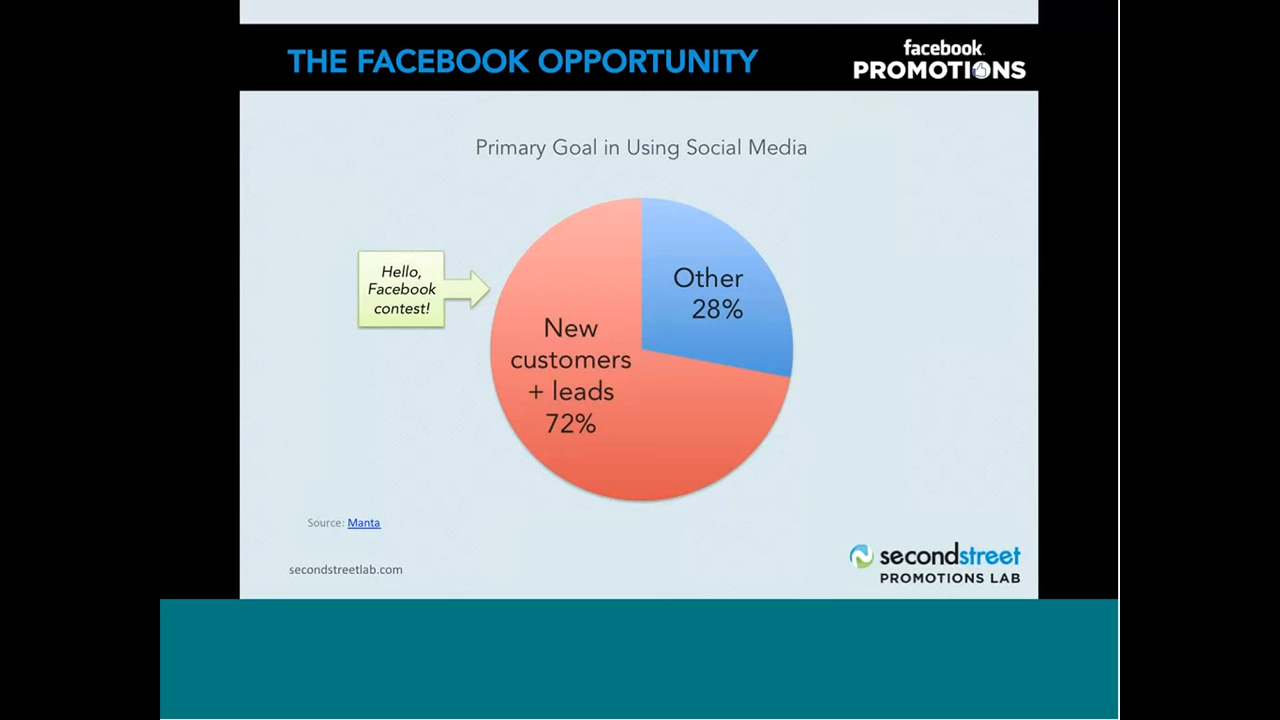 THE FACEBOOK OPPORTUNITY
facebook
PROMOTIONS
Primary Goal in Using Social Media
Hello,
Facebook
contest!
Other
28%
New
customers
+ leads
72%
Source: Manta
secondstreetlab.com
secondstreet
PROMOTIONS LAB